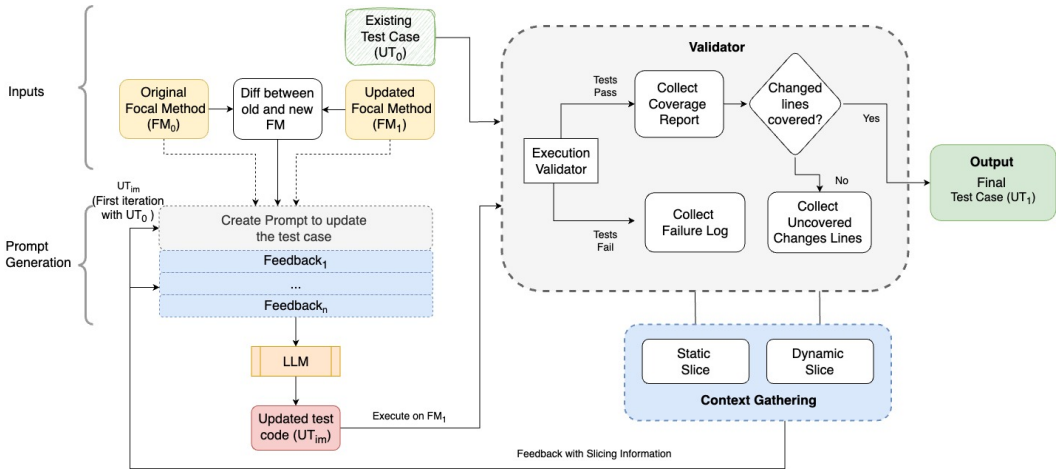 Inputs
Existing
Test Case
(UT0)
Original
Focal Method
(FM0)
Diff between
old and new
FM
Updated
Focal Method
(FM1)
UTim
(First iteration
with UT0 )
Prompt
Generation
Create Prompt to update
the test case
Feedback1
...
Feedbackn
LLM
Updated test
code (UTim)
Execute on FM1
Validator
Execution
Validator
Tests
Pass
Collect
Coverage
Report
Changed
lines
covered?
Yes
No
Tests
Fail
Collect
Failure Log
Collect
Uncovered
Changes Lines
Output
Final
Test Case (UT1)
Static
Slice
Dynamic
Slice
Context Gathering
Feedback with Slicing Information